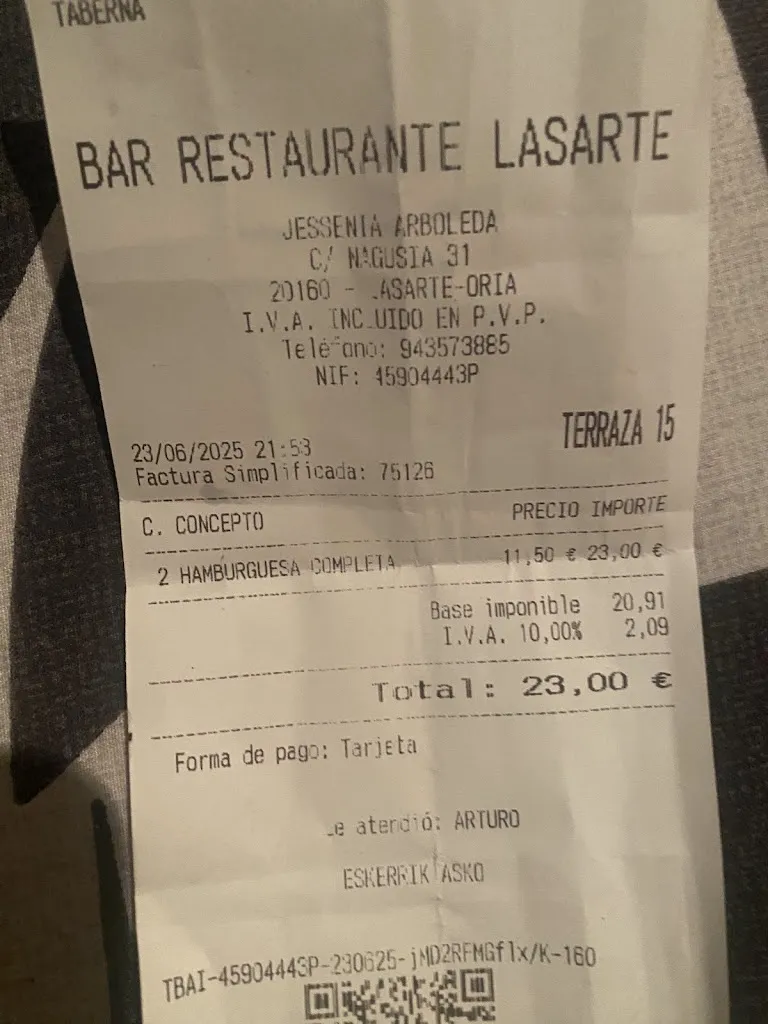 TABERNA
BAR RESTAURANTE LASARTE
JESSENIA ARBOLEDA
C/ NAGUSIA 31
20160 - LASARTE-ORIA
I.V.A. INCLUIDO EN P.V.P.
Teléfono: 943573885
NIF: 45904443P
TERRAZA 15
23/06/2025 21:53
Factura Simplificada: 75126
C. CONCEPTO PRECIO IMPORTE
2 HAMBURGUESA COMPLETA 11,50 € 23,00 €
Base imponible 20,91
I.V.A. 10,00% 2,09
Total: 23,00 €
Forma de pago: Tarjeta
Le atendió: ARTURO
ESKERRIK ASKO
TBAI-45904443P-230625-jMD2RFMGflx/K-160